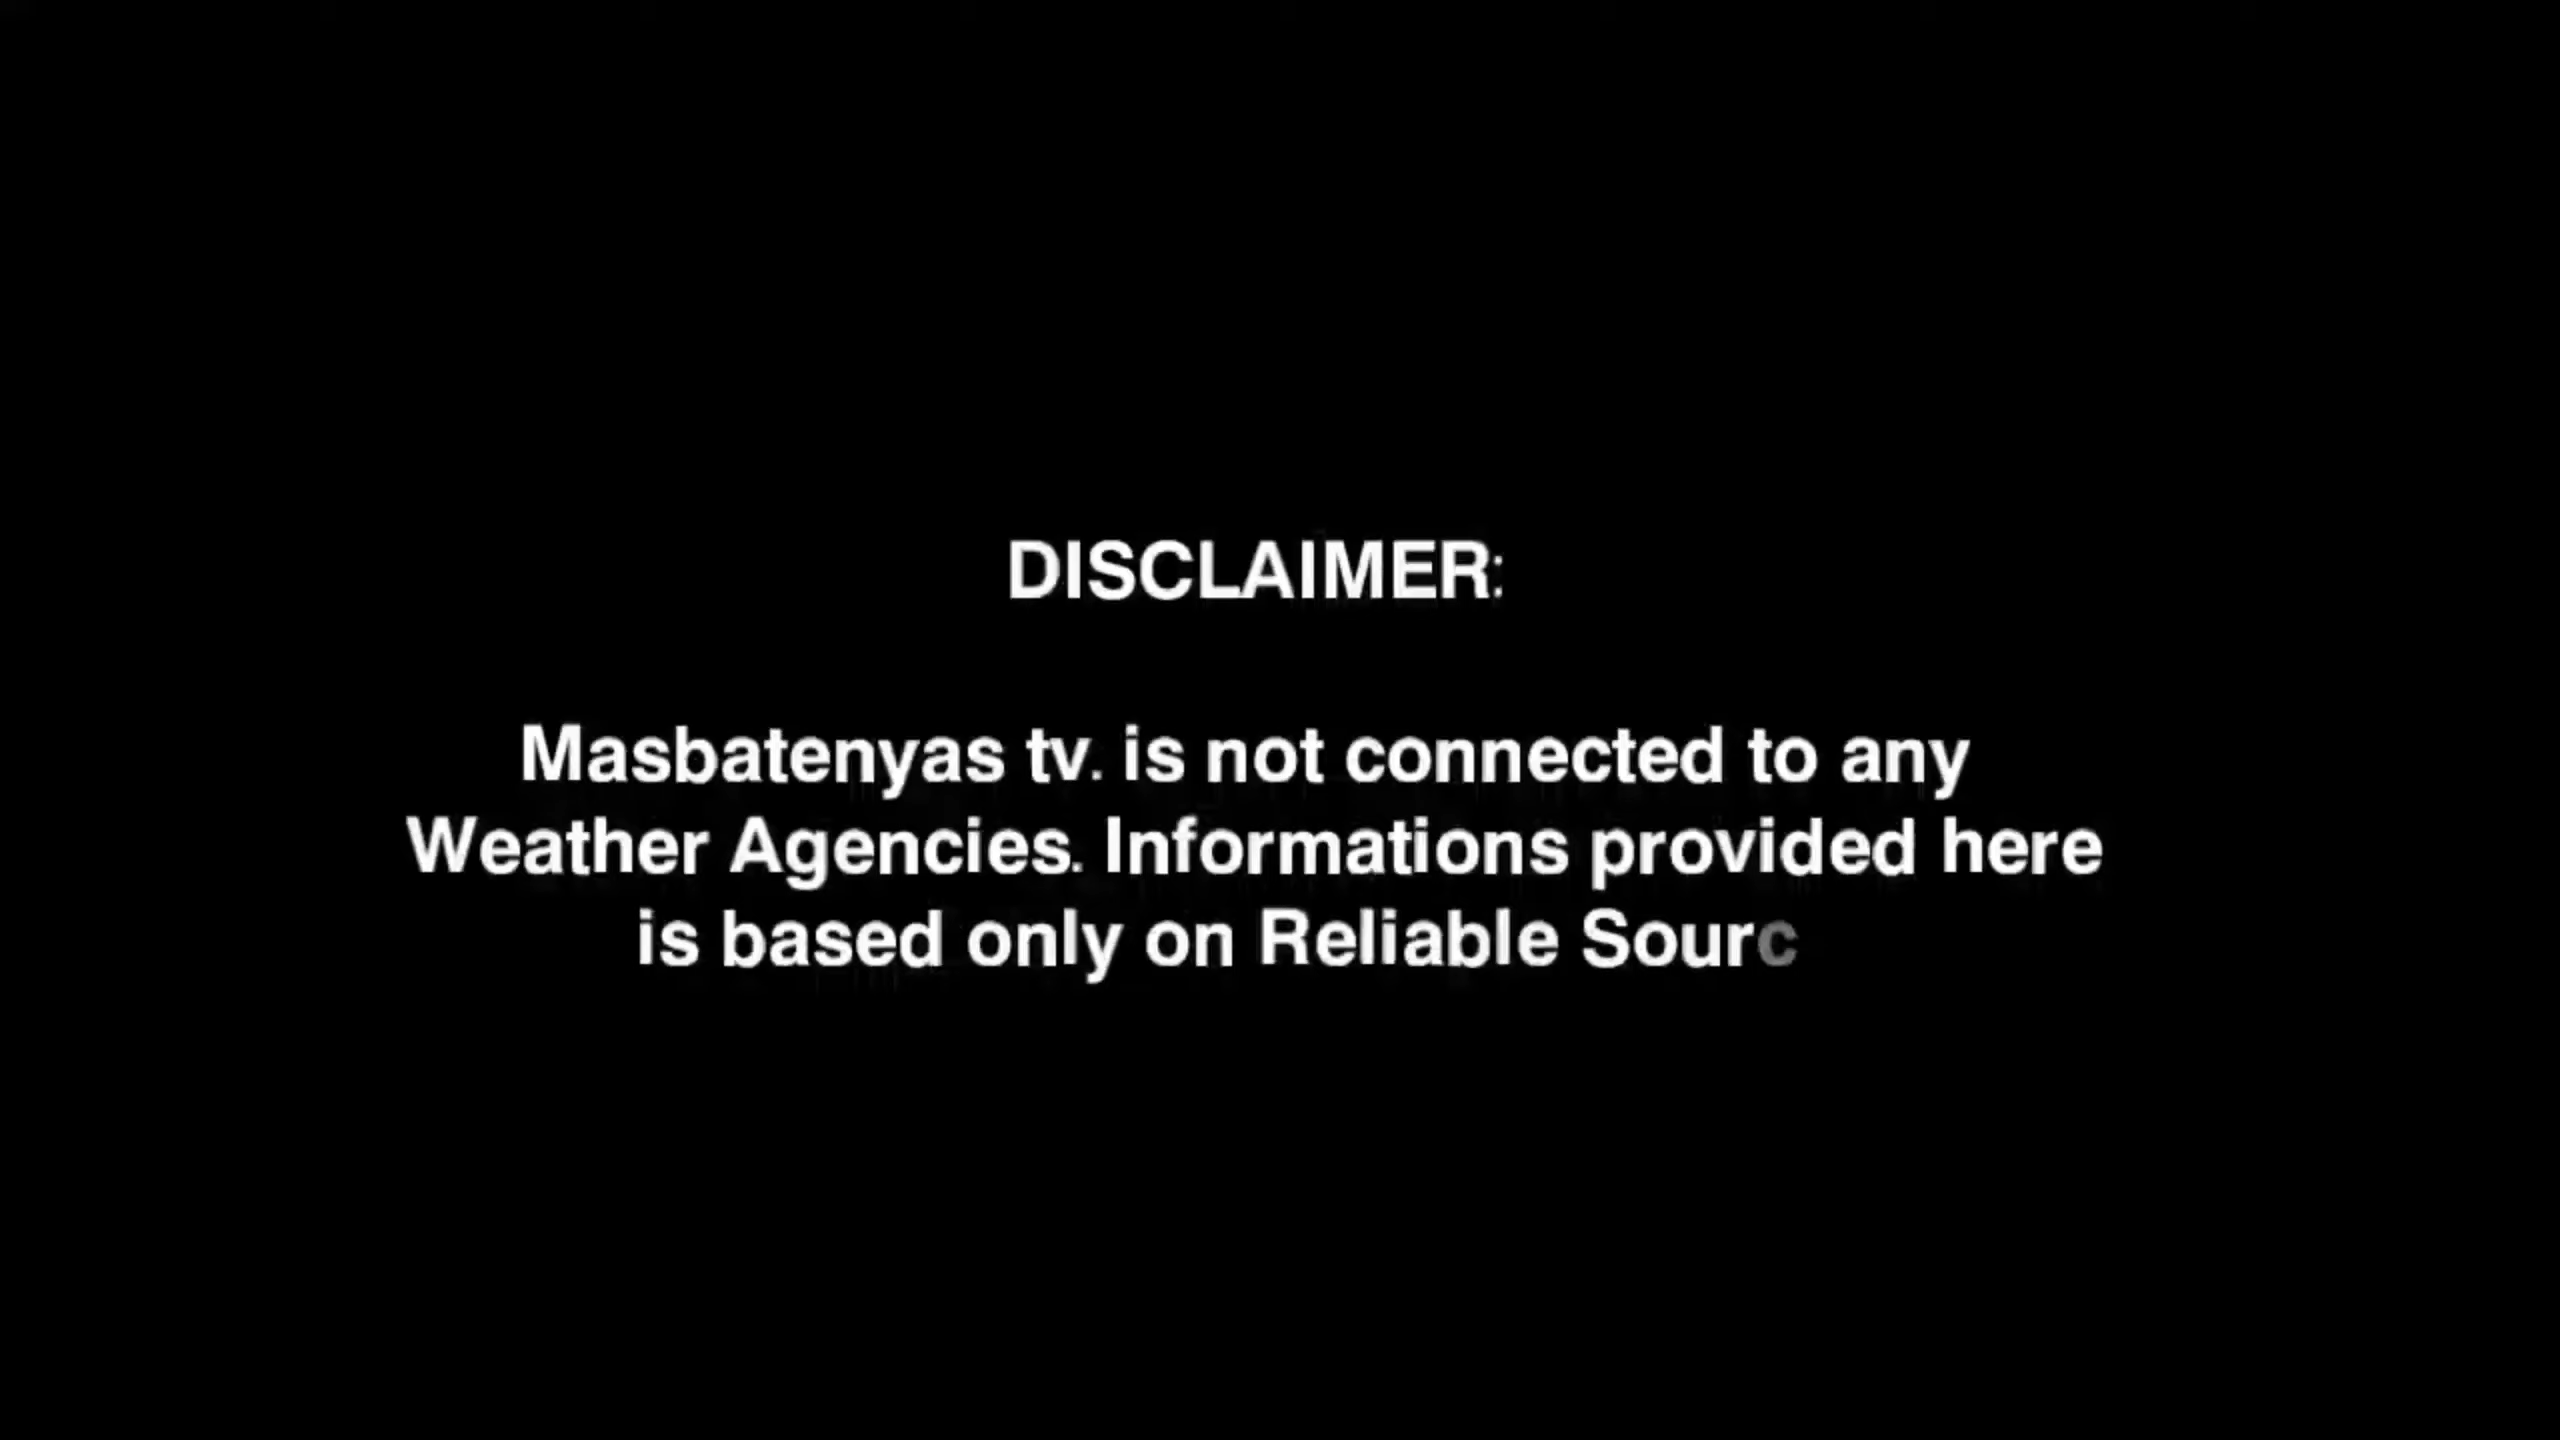 DISCLAIMER:
Masbatenyas tv. is not connected to any
Weather Agencies. Informations provided here
is based only on Reliable Sourc